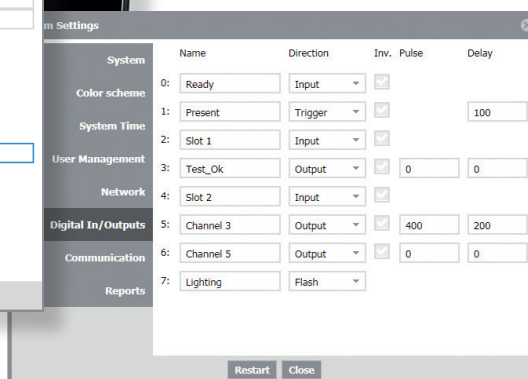 m Settings
Name Direction Inv. Pulse Delay
System
Color scheme
System Time
User Management
Network
Digital In/Outputs
Communication
Reports
0: Ready Input
1: Present Trigger 100
2: Slot 1 Input
3: Test_Ok Output 0 0
4: Slot 2 Input
5: Channel 3 Output 400 200
6: Channel 5 Output 0 0
7: Lighting Flash
Restart Close